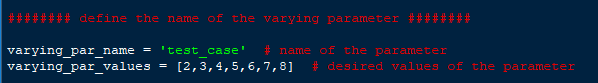 ######## define the name of the varying parameter ########
varying_par_name = 'test_case'  # name of the parameter
varying_par_values = [2,3,4,5,6,7,8]  # desired values of the parameter